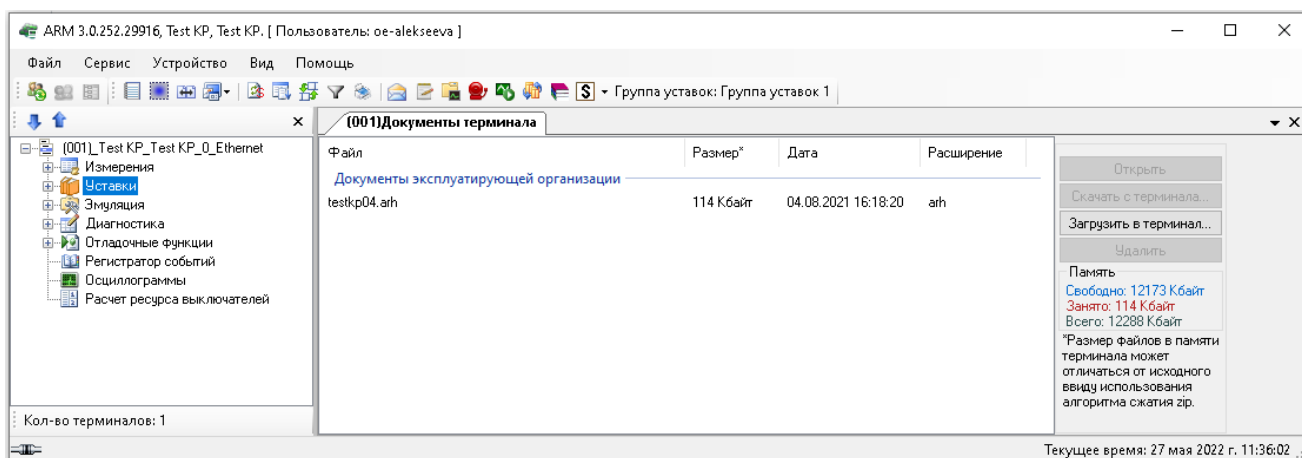 ARM 3.0.252.29916, Test KP, Test KP. [ Пользователь: oe-alekseeva ]
Файл Сервис Устройство Вид Помощь
S Группа уставок: Группа уставок 1
(001)Документы терминала
(001)_Test KP_Test KP_0_Ethernet
Измерения
Уставки
Эмуляция
Диагностика
Отладочные функции
Регистратор событий
Осциллограммы
Расчет ресурса выключателей
Кол-во терминалов: 1
Файл Размер* Дата Расширение
Документы эксплуатирующей организации
testkp04.arh 114 Кбайт 04.08.2021 16:18:20 arh
Открыть
Скачать с терминала...
Загрузить в терминал...
Удалить
Память
Свободно: 12173 Кбайт
Занято: 114 Кбайт
Всего: 12288 Кбайт
*Размер файлов в памяти
терминала может
отличаться от исходного
ввиду использования
алгоритма сжатия zip.
Текущее время: 27 мая 2022 г. 11:36:02